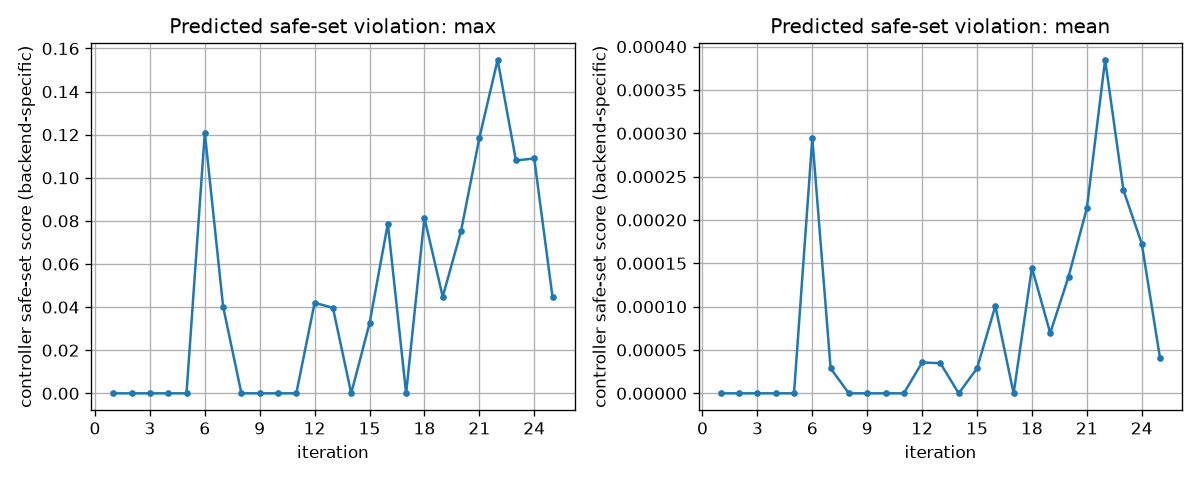 Predicted safe-set violation: max
controller safe-set score (backend-specific)
0.16
0.14
0.12
0.10
0.08
0.06
0.04
0.02
0.00
0 3 6 9 12 15 18 21 24
iteration
Predicted safe-set violation: mean
controller safe-set score (backend-specific)
0.00040
0.00035
0.00030
0.00025
0.00020
0.00015
0.00010
0.00005
0.00000
0 3 6 9 12 15 18 21 24
iteration